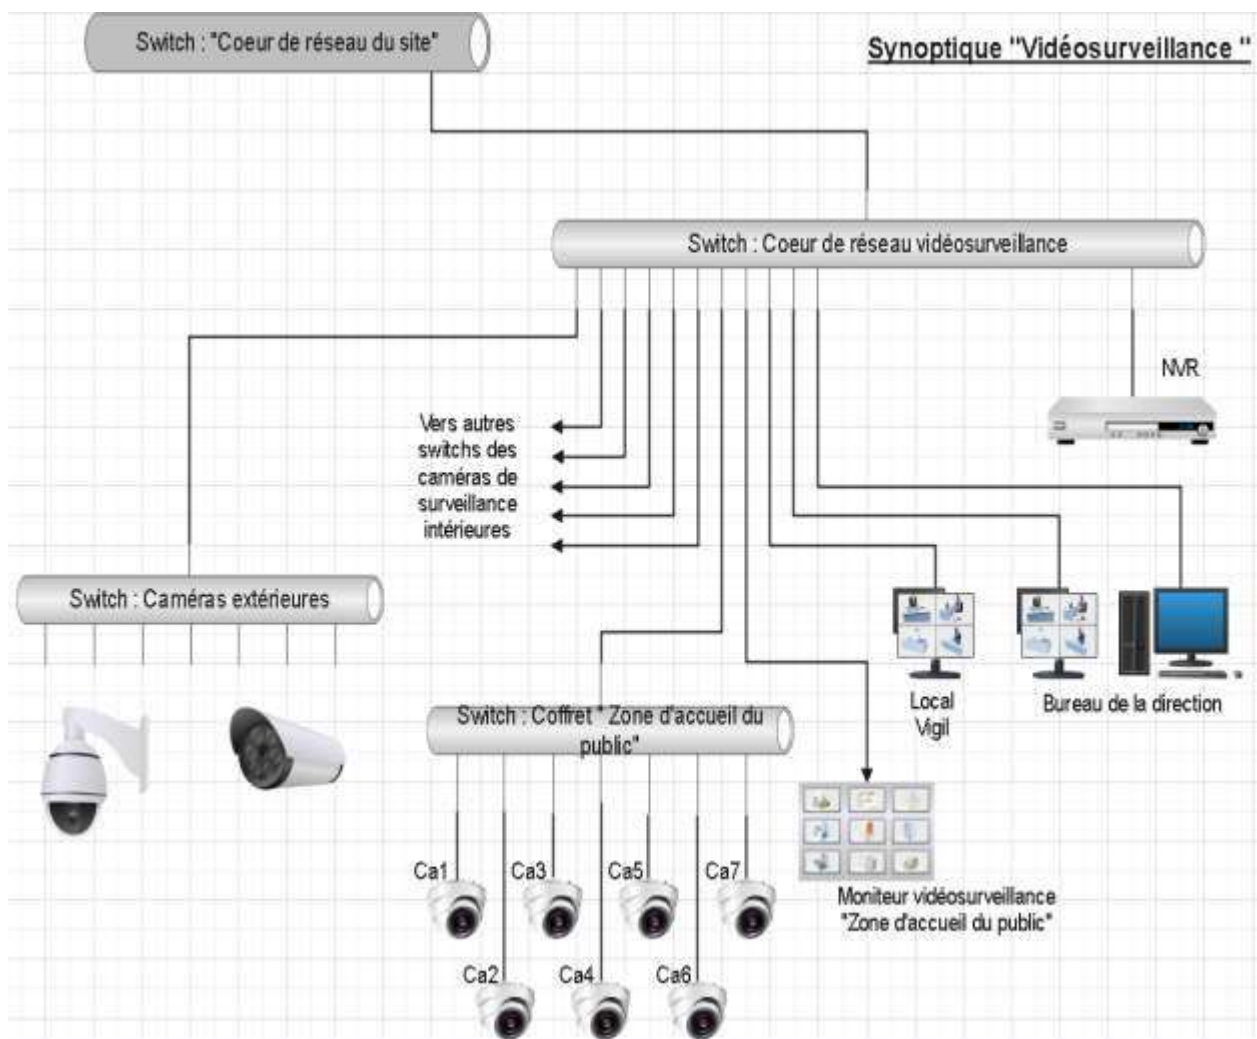 Switch : "Coeur de réseau du site"
Synoptique "Vidéosurveillance "
Switch : Coeur de réseau vidéosurveillance
NVR
Vers autres
switchs des
caméras de
surveillance
intérieures
Switch : Caméras extérieures
Local
Vigil
Bureau de la direction
Switch : Coffret " Zone d'accueil du
public"
Ca1
Ca3
Ca5
Ca7
Moniteur vidéosurveillance
"Zone d'accueil du public"
Ca2
Ca4
Ca6